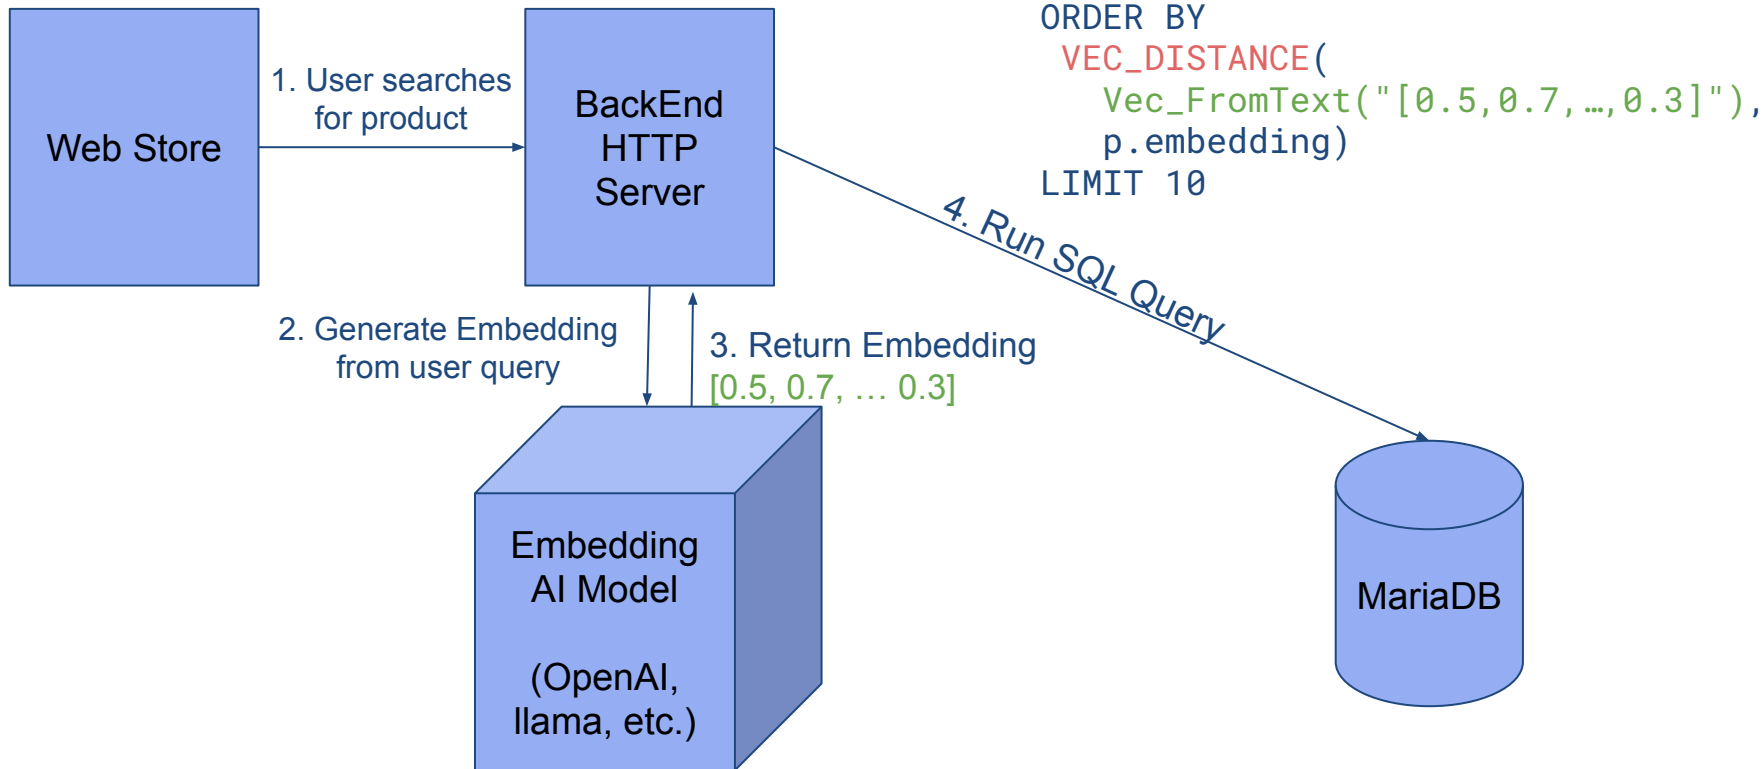 Web Store
1. User searches
for product
BackEnd
HTTP
Server
ORDER BY
VEC_DISTANCE(
Vec_FromText("[0.5,0.7,…,0.3]"),
p.embedding)
LIMIT 10
4. Run SQL Query
2. Generate Embedding
from user query
3. Return Embedding
[0.5, 0.7, … 0.3]
Embedding
AI Model
(OpenAI,
llama, etc.)
MariaDB